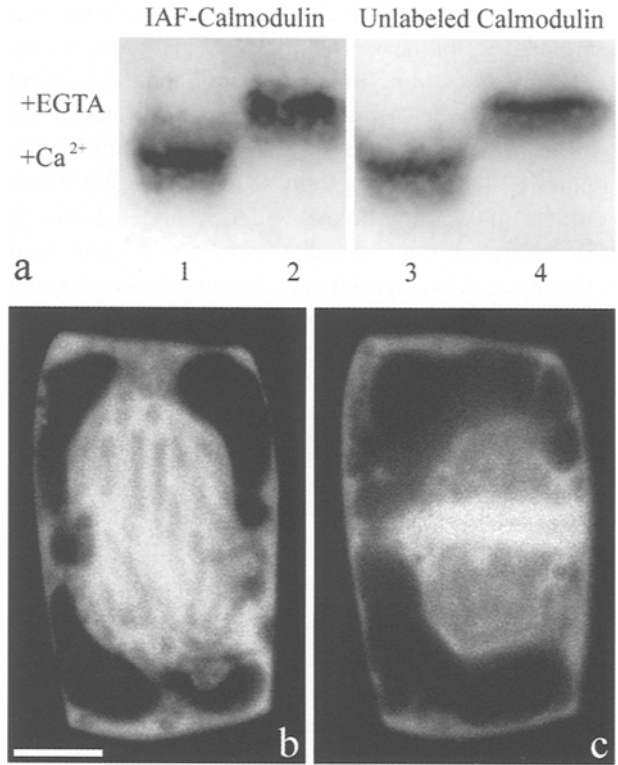 IAF-Calmodulin Unlabeled Calmodulin
+EGTA
+Ca²⁺
a 1 2 3 4
b c